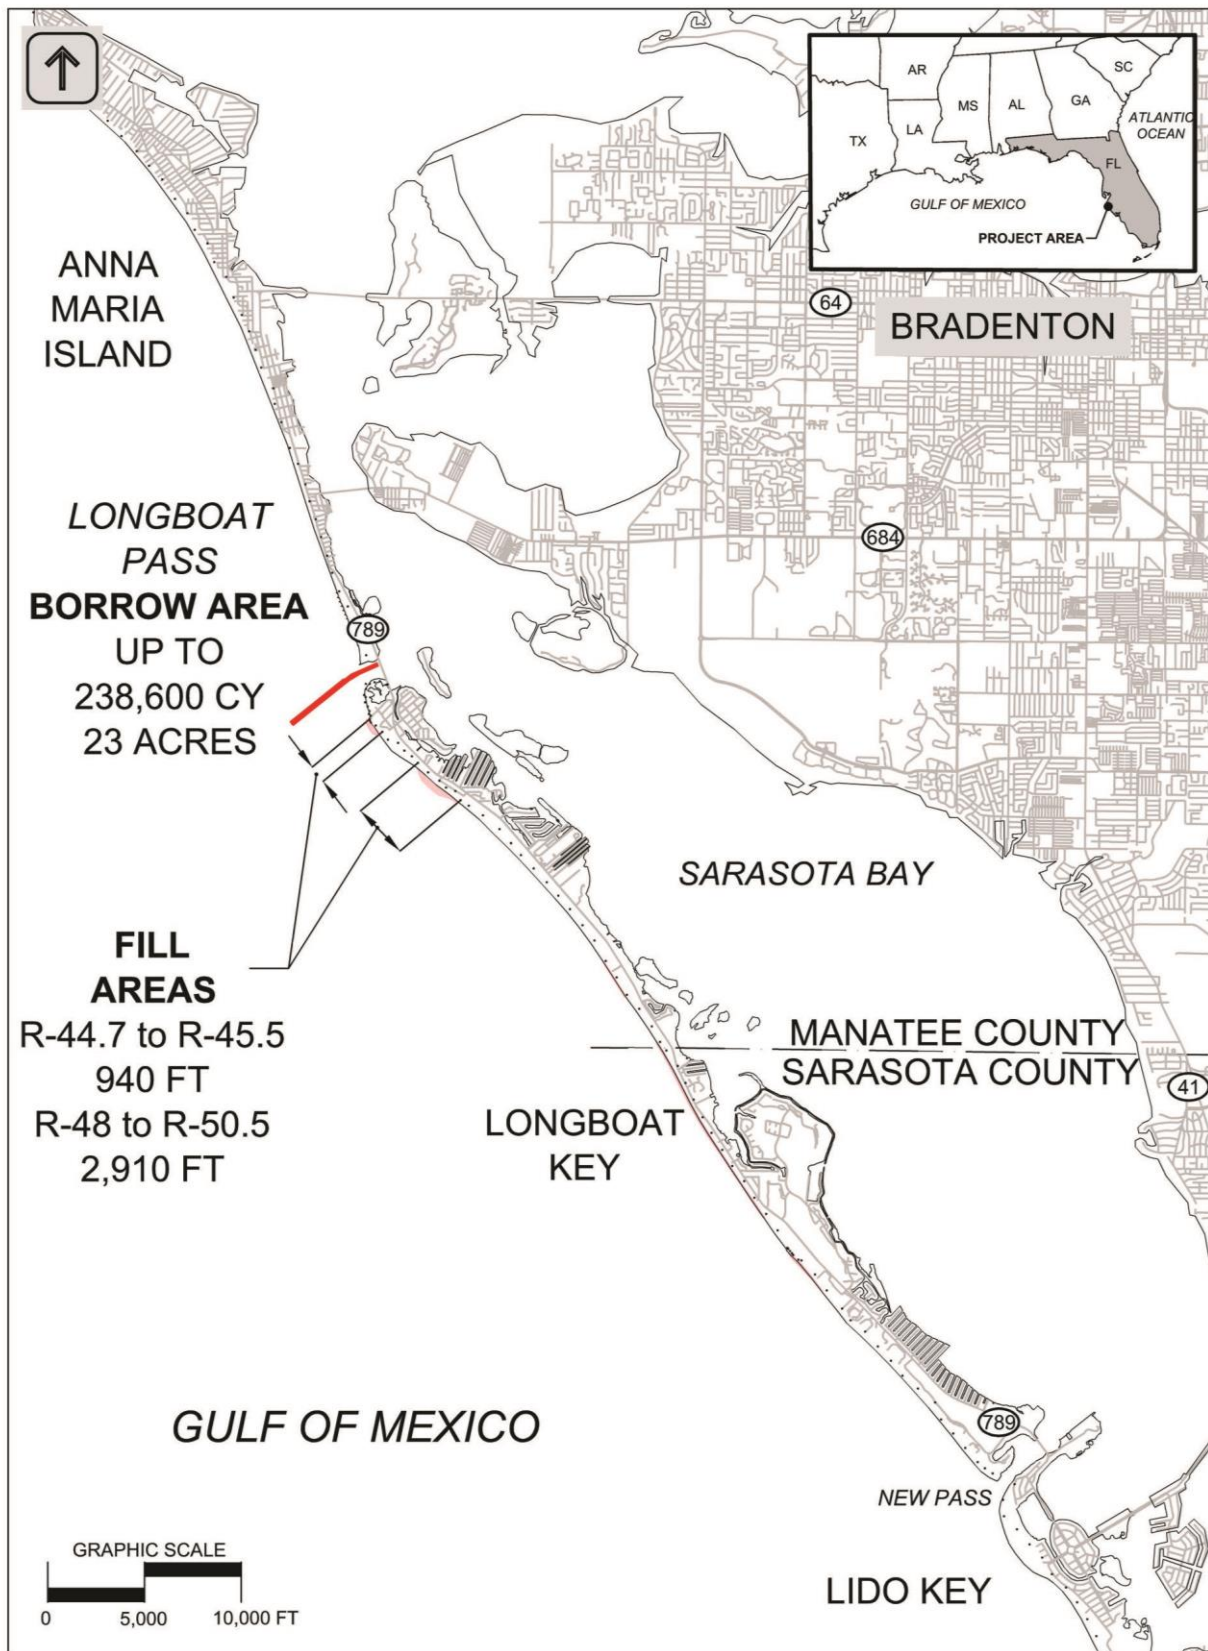 AR
SC
MS
AL
GA
ATLANTIC
OCEAN
TX
LA
FL
GULF OF MEXICO
PROJECT AREA
64
BRADENTON
ANNA
MARIA
ISLAND
LONGBOAT
PASS
BORROW AREA
UP TO
238,600 CY
23 ACRES
684
789
SARASOTA BAY
FILL
AREAS
R-44.7 to R-45.5
940 FT
R-48 to R-50.5
2,910 FT
MANATEE COUNTY
SARASOTA COUNTY
41
LONGBOAT
KEY
GULF OF MEXICO
789
NEW PASS
LIDO KEY
GRAPHIC SCALE
0 5,000 10,000 FT